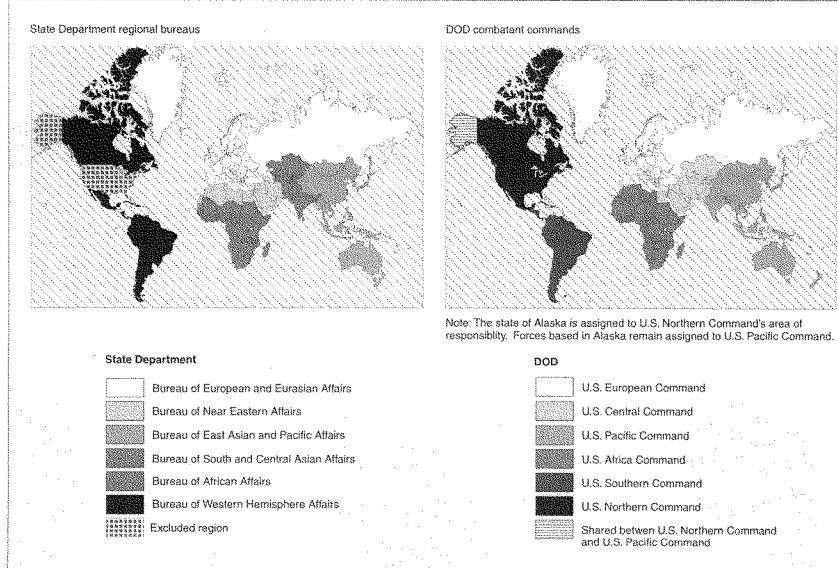 State Department regional bureaus
DOD combatant commands
Note: The state of Alaska is assigned to U.S. Northern Command's area of
responsiblity. Forces based in Alaska remain assigned to U.S. Pacific Command.
State Department
Bureau of European and Eurasian Affairs
Bureau of Near Eastern Affairs
Bureau of East Asian and Pacific Affairs
Bureau of South and Central Asian Affairs
Bureau of African Affairs
Bureau of Western Hemisphere Affairs
Excluded region
DOD
U.S. European Command
U.S. Central Command
U.S. Pacific Command
U.S. Africa Command
U.S. Southern Command
U.S. Northern Command
Shared betwen U.S. Northern Command
and U.S. Pacific Command